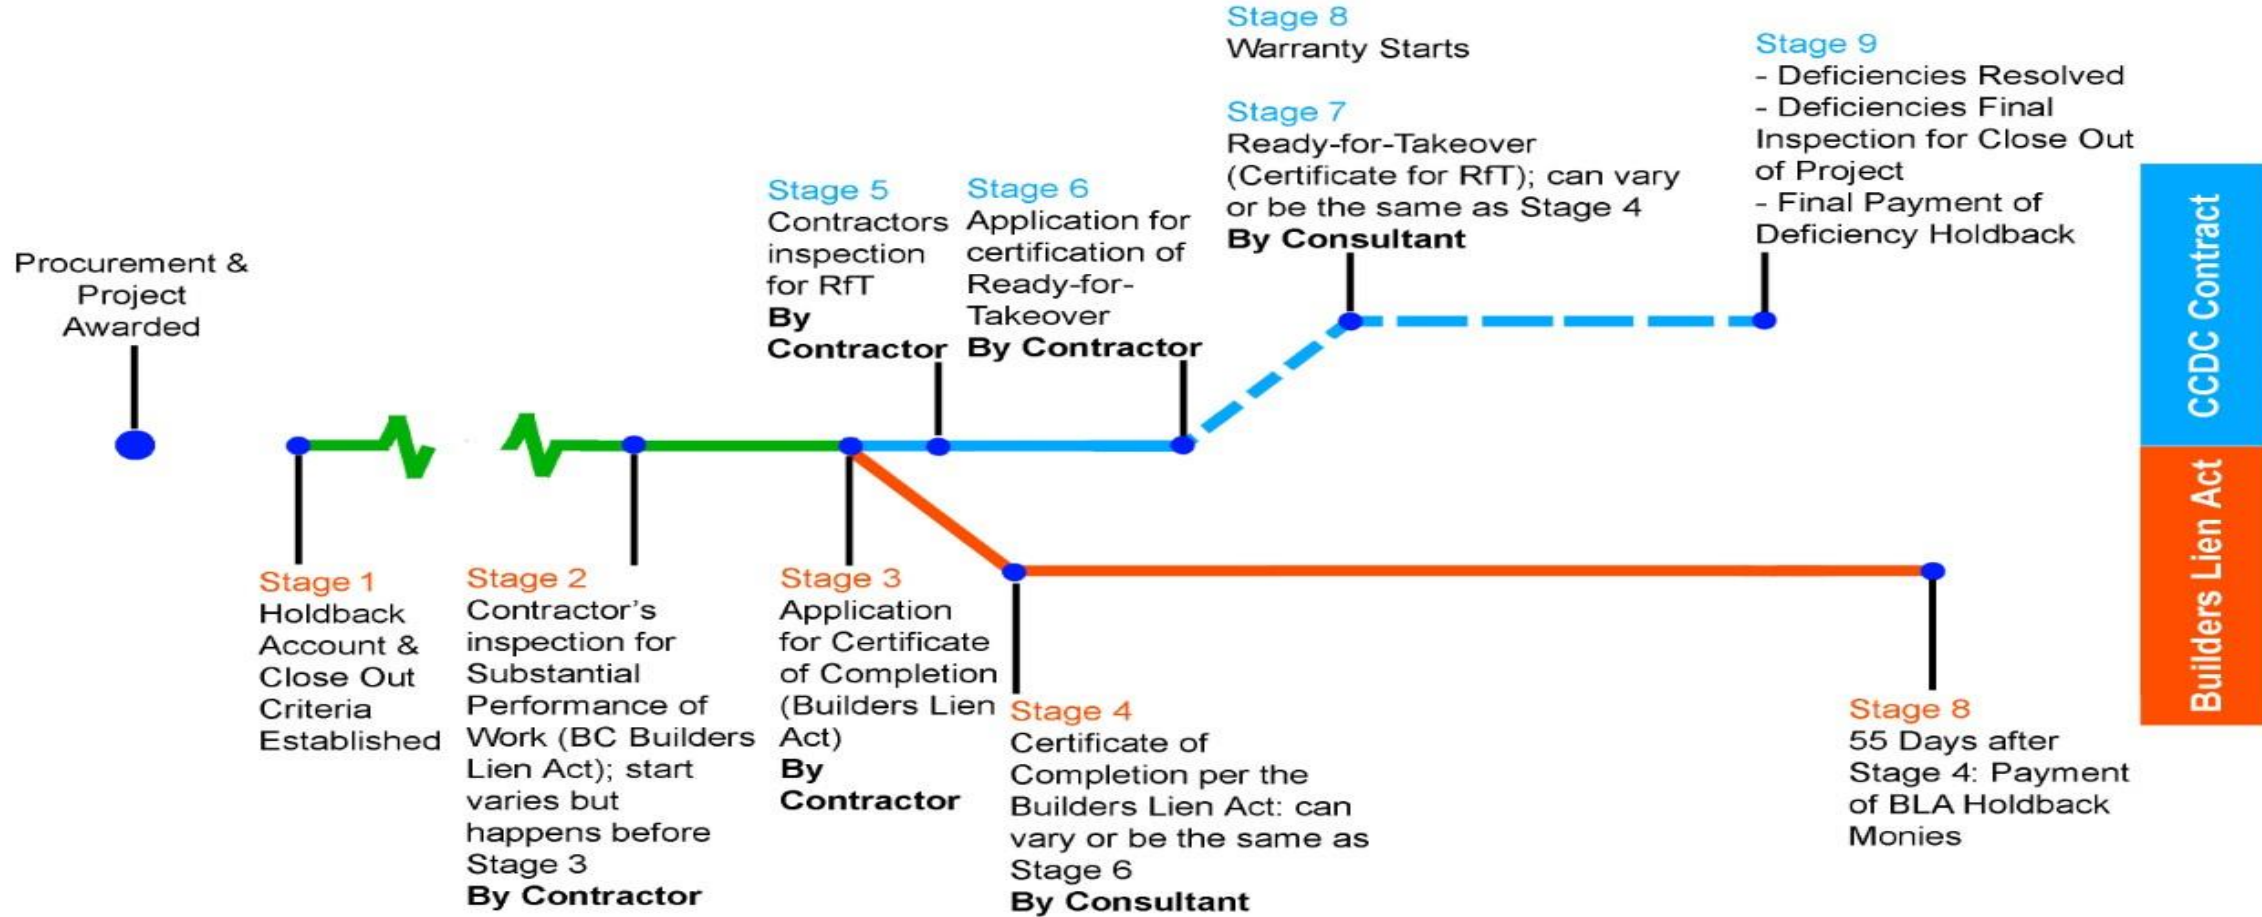 Procurement &
Project
Awarded
Stage 5
Contractors
inspection
for RfT
By
Contractor
Stage 6
Application for
certification of
Ready-for-
Takeover
By Contractor
Stage 8
Warranty Starts
Stage 7
Ready-for-Takeover
(Certificate for RfT); can vary
or be the same as Stage 4
By Consultant
Stage 9
- Deficiencies Resolved
- Deficiencies Final
Inspection for Close Out
of Project
- Final Payment of
Deficiency Holdback
CCDC Contract
Builders Lien Act
Stage 1
Holdback
Account &
Close Out
Criteria
Established
Stage 2
Contractor's
inspection for
Substantial
Performance of
Work (BC Builders
Lien Act); start
varies but
happens before
Stage 3
By Contractor
Stage 3
Application
for Certificate
of Completion
(Builders Lien
Act)
By
Contractor
Stage 4
Certificate of
Completion per the
Builders Lien Act: can
vary or be the same as
Stage 6
By Consultant
Stage 8
55 Days after
Stage 4: Payment
of BLA Holdback
Monies